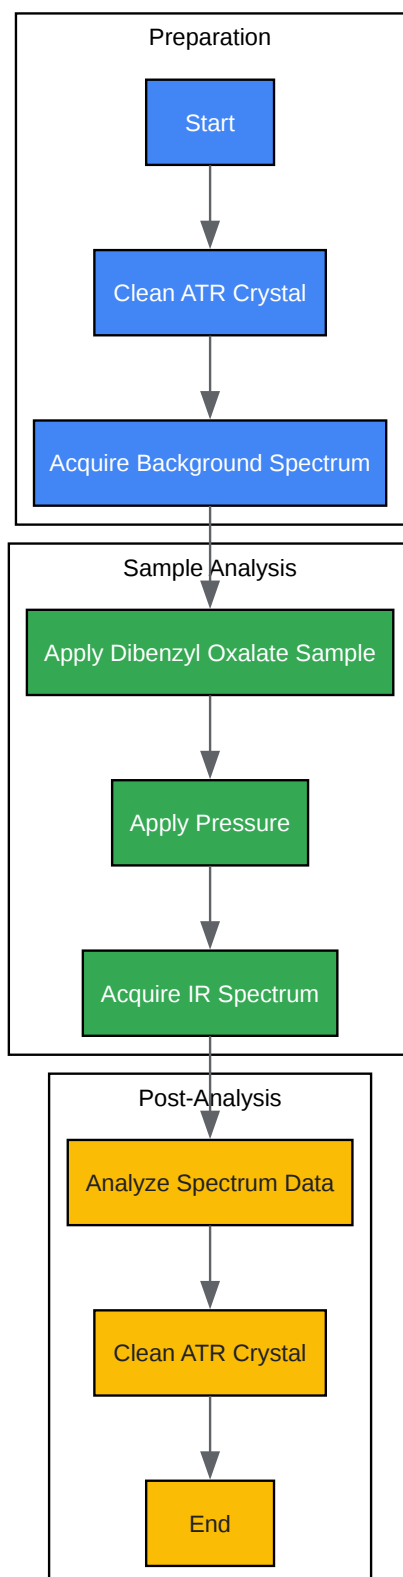 Preparation
Start
Clean ATR Crystal
Acquire Background Spectrum
Sample Analysis
Apply Dibenzyl Oxalate Sample
Apply Pressure
Acquire IR Spectrum
Post-Analysis
Analyze Spectrum Data
Clean ATR Crystal
End